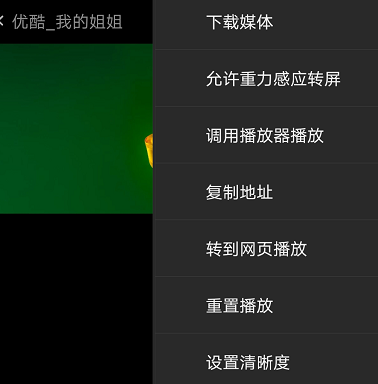 优酷_我的姐姐
下载媒体
允许重力感应转屏
调用播放器播放
复制地址
转到网页播放
重置播放
设置清晰度